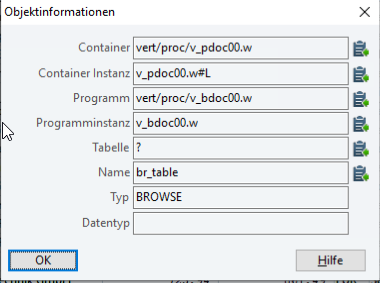 Objektinformationen
Container vert/proc/v_pdoc00.w
Container Instanz v_pdoc00.w#L
Programm vert/proc/v_bdoc00.w
Programminstanz v_bdoc00.w
Tabelle ?
Name br_table
Typ BROWSE
Datentyp
OK Hilfe